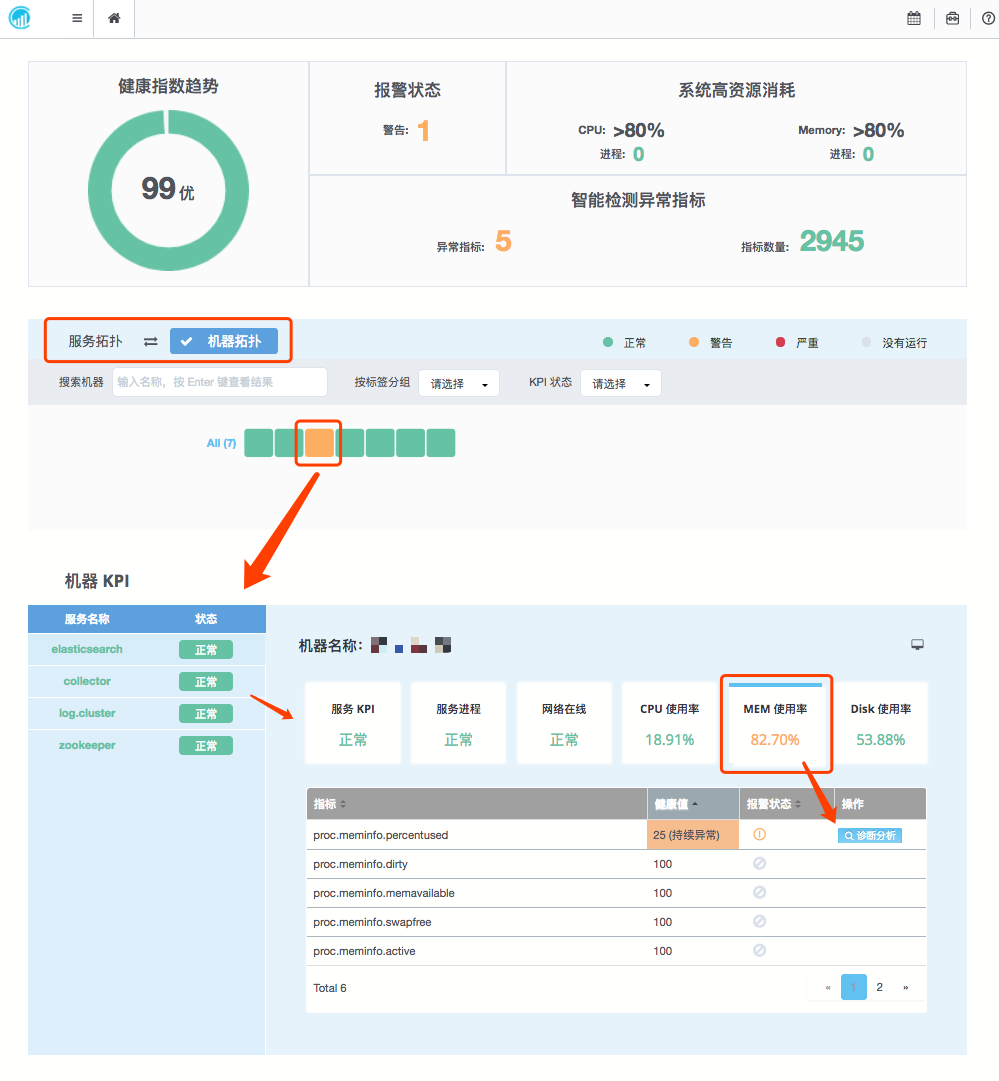 健康指数趋势
99 优
报警状态
警告: 1
系统高资源消耗
CPU: >80%
进程: 0
Memory: >80%
进程: 0
智能检测异常指标
异常指标: 5
指标数量: 2945
服务拓扑
机器拓扑
正常
警告
严重
没有运行
搜索机器
输入名称，按 Enter 键查看结果
按标签分组
请选择
KPI 状态
请选择
All (7)
机器 KPI
服务名称 状态
elasticsearch 正常
collector 正常
log.cluster 正常
zookeeper 正常
机器名称:
服务 KPI
正常
服务进程
正常
网络在线
正常
CPU 使用率
18.91%
MEM 使用率
82.70%
Disk 使用率
53.88%
指标 健康值 报警状态 操作
proc.meminfo.percentused 25 (持续异常) 诊断分析
proc.meminfo.dirty 100
proc.meminfo.memavailable 100
proc.meminfo.swapfree 100
proc.meminfo.active 100
Total 6
« 1 2 »